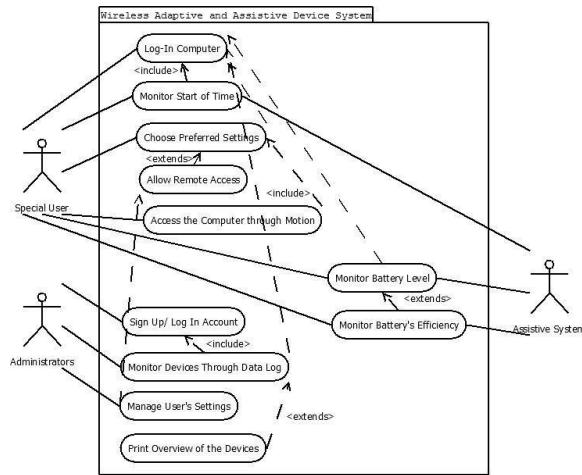 Wireless Adaptive and Assistive Device System
Log-In Computer
<include>
Monitor Start of Time
Choose Preferred Settings
<extends>
Allow Remote Access
<include>
Special User
Access the Computer through Motion
Monitor Battery Level
<extends>
Sign Up/ Log In Account
Monitor Battery's Efficiency
Assistive System
<include>
Administrators
Monitor Devices Through Data Log
Manage User's Settings
<extends>
Print Overview of the Devices